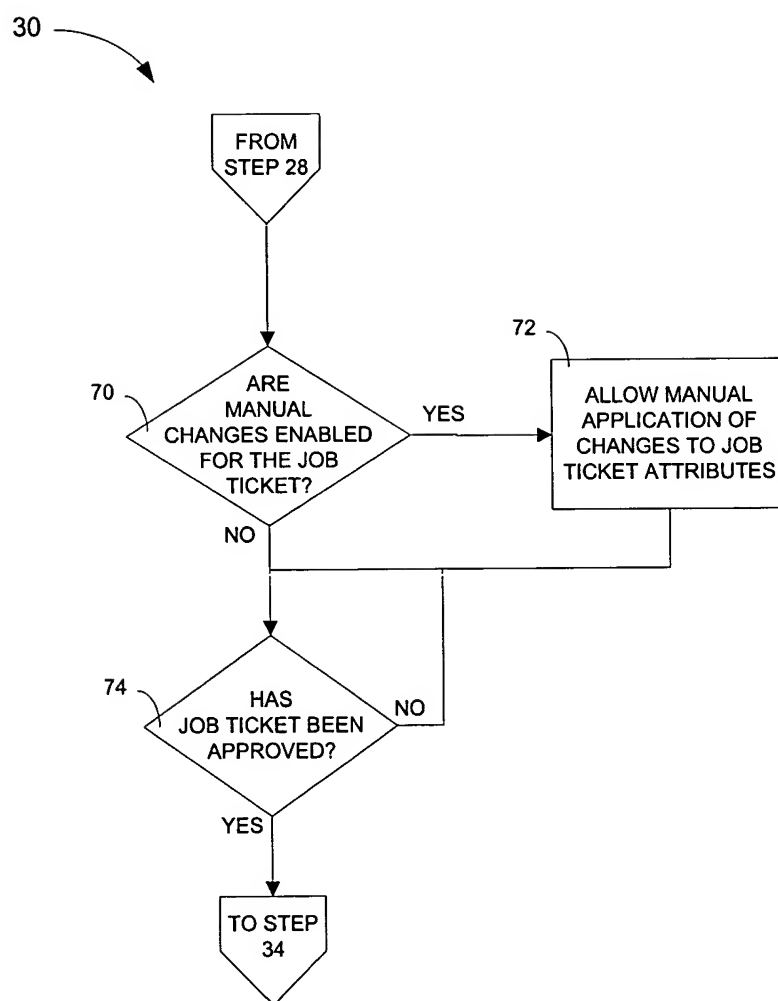 30
FROM
STEP 28
70
ARE
MANUAL
CHANGES ENABLED
FOR THE JOB
TICKET?
YES
72
ALLOW MANUAL
APPLICATION OF
CHANGES TO JOB
TICKET ATTRIBUTES
NO
74
HAS
JOB TICKET BEEN
APPROVED?
NO
YES
TO STEP
34